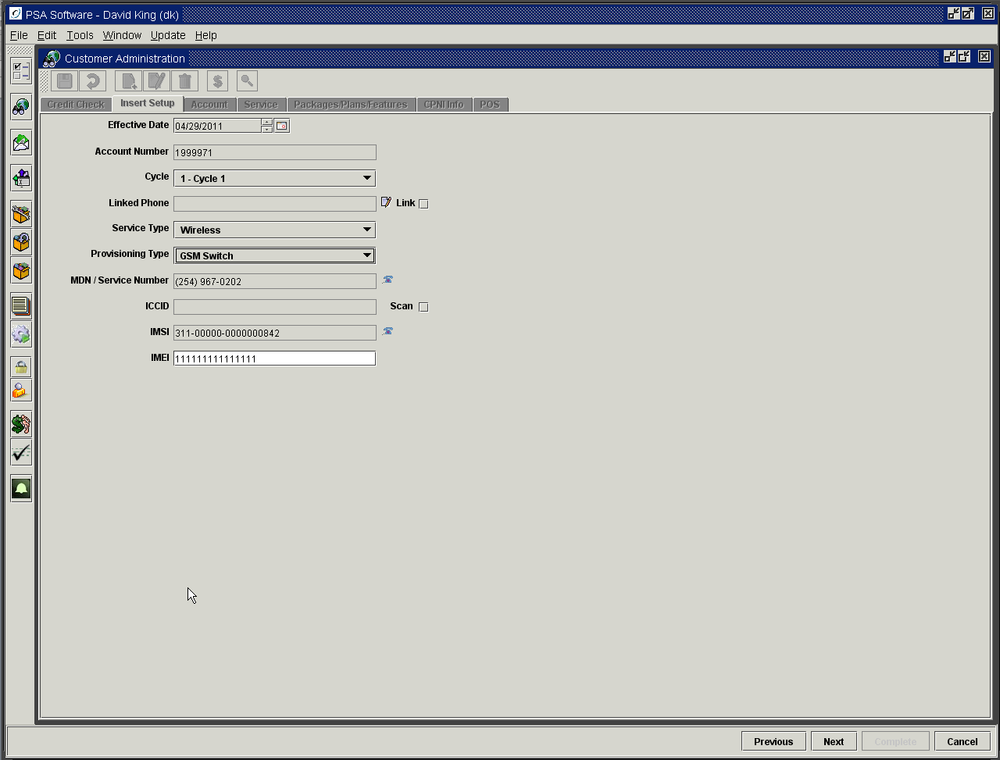 PSA Software - David King (dk)
File Edit Tools Window Update Help
Customer Administration
Credit Check Insert Setup Account Service Packages/Plans/Features CPNI Info POS
Effective Date 04/29/2011
Account Number 1999971
Cycle 1 - Cycle 1
Linked Phone Link
Service Type Wireless
Provisioning Type GSM Switch
MDN / Service Number (254) 967-0202
ICCID Scan
IMSI 311-00000-0000000842
IMEI 111111111111111
Previous Next Complete Cancel